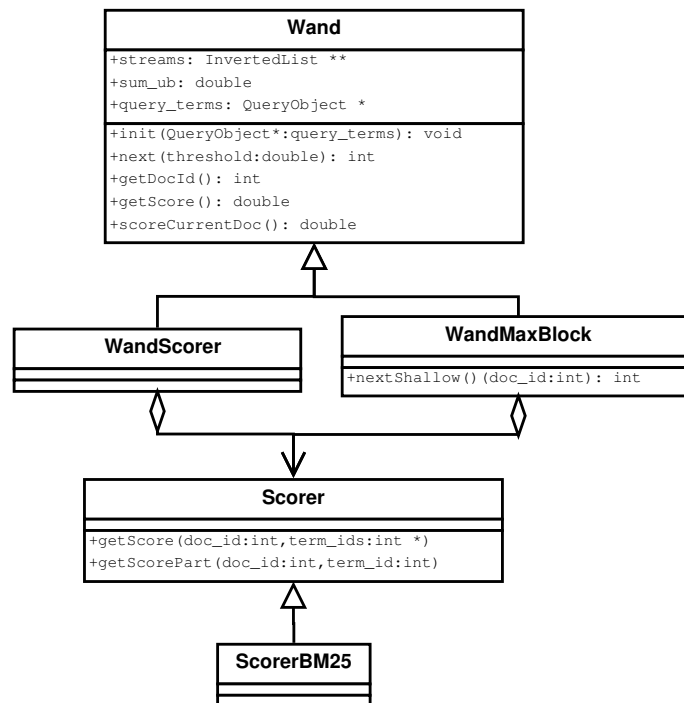 Wand
+streams: InvertedList **
+sum_ub: double
+query_terms: QueryObject *
+init(QueryObject*:query_terms): void
+next(threshold:double): int
+getDocId(): int
+getScore(): double
+scoreCurrentDoc(): double
WandScorer
WandMaxBlock
+nextShallow()(doc_id:int): int
Scorer
+getScore(doc_id:int,term_ids:int *)
+getScorePart(doc_id:int,term_id:int)
ScorerBM25